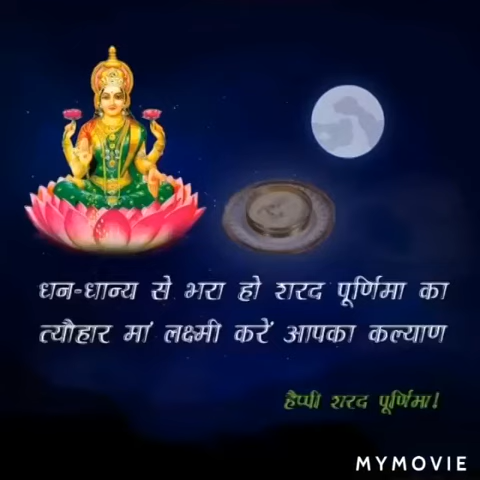 धन-धान्य से भरा हो शरद पूर्णिमा का
त्यौहार मां लक्ष्मी करें आपका कल्याण
हैप्पी शरद पूर्णिमा!
MYMOVIE